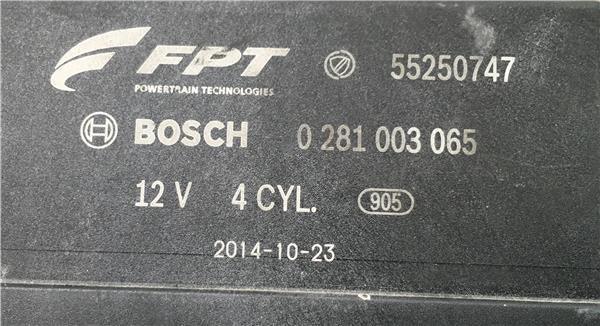 FPT 55250747
POWERTRAIN TECHNOLOGIES
BOSCH 0 281 003 065
12 V 4 CYL. 905
2014-10-23